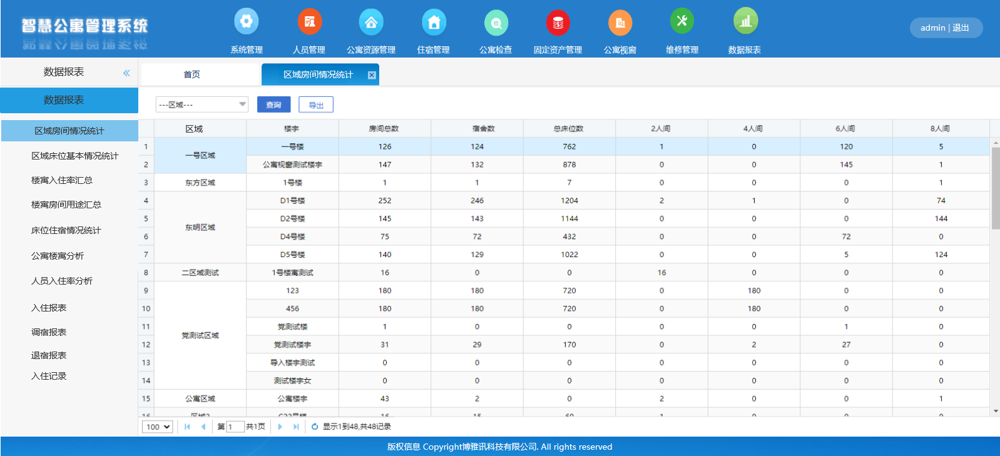 智慧公寓管理系统
系统管理 人员管理 公寓资源管理 住宿管理 公寓检查 固定资产管理 公寓视窗 维修管理 数据报表
admin | 退出
数据报表
首页 区域房间情况统计
数据报表
区域房间情况统计
区域床位基本情况统计
楼寓入住率汇总
楼寓房间用途汇总
床位住宿情况统计
公寓楼寓分析
人员入住率分析
入住报表
调宿报表
退宿报表
入住记录
---区域--- 查询 导出
区域 楼宇 房间总数 宿舍数 总床位数 2人间 4人间 6人间 8人间
1 一号区域 一号楼 126 124 762 1 0 120 5
2 公寓视窗测试楼宇 147 132 878 0 0 145 1
3 东方区域 1号楼 1 1 7 0 0 0 1
4 东明区域 D1号楼 252 246 1204 2 1 0 74
5 D2号楼 145 143 1144 0 0 0 144
6 D4号楼 75 72 432 0 0 72 0
7 D5号楼 140 129 1022 0 0 5 124
8 二区域测试 1号楼寓测试 16 0 0 16 0 0 0
9 党测试区域 123 180 180 720 0 180 0 0
10 456 180 180 720 0 180 0 0
11 党测试楼 1 0 0 0 0 1 0
12 党测试楼宇 31 29 170 0 2 27 0
13 导入楼宇测试 0 0 0 0 0 0 0
14 测试楼宇女 0 0 0 0 0 0 0
15 公寓区域 公寓楼宇 43 2 0 2 0 0 1
16 区域2 16 15 60 1 0 0 0
100 第 1 共1页 显示1到48,共48记录
版权信息 Copyright博雅讯科技有限公司. All rights reserved